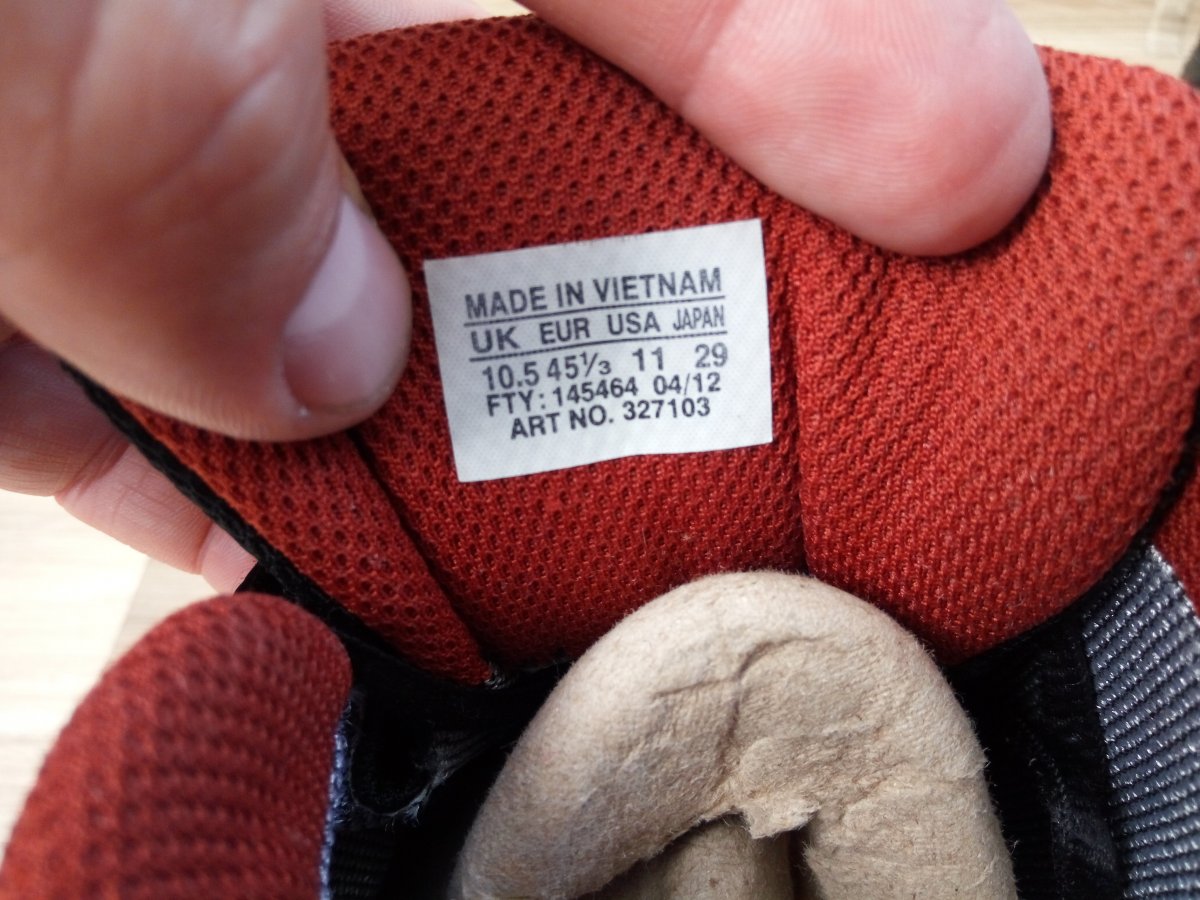 MADE IN VIETNAM
UK EUR USA JAPAN
10.5 45⅓ 11 29
FTY: 145464 04/12
ART NO. 327103